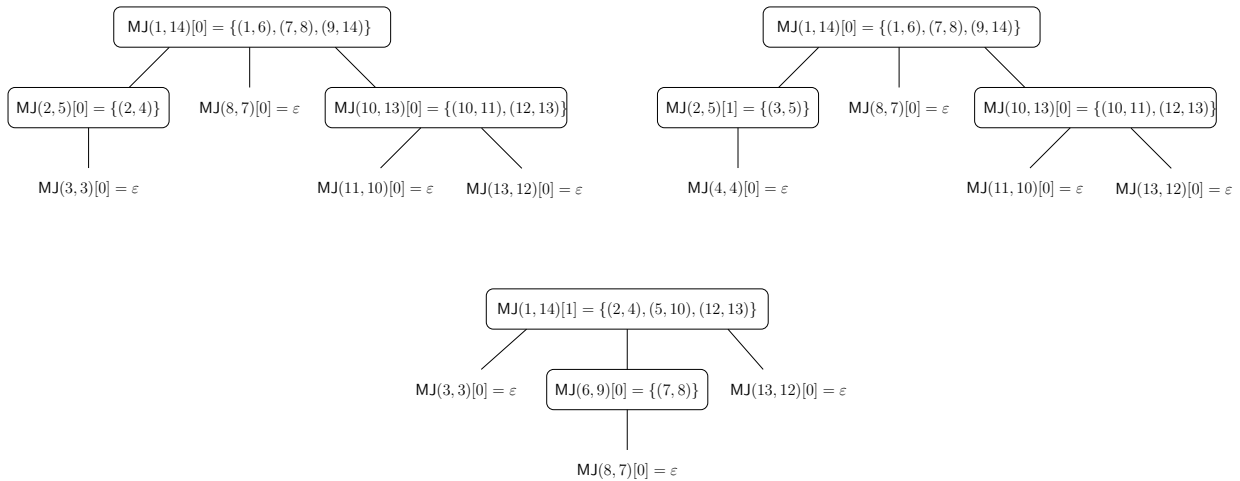 MJ(1, 14)[0] = {(1, 6), (7, 8), (9, 14)}
MJ(2, 5)[0] = {(2, 4)}
MJ(8, 7)[0] = ε
MJ(10, 13)[0] = {(10, 11), (12, 13)}
MJ(3, 3)[0] = ε
MJ(11, 10)[0] = ε
MJ(13, 12)[0] = ε
MJ(1, 14)[0] = {(1, 6), (7, 8), (9, 14)}
MJ(2, 5)[1] = {(3, 5)}
MJ(8, 7)[0] = ε
MJ(10, 13)[0] = {(10, 11), (12, 13)}
MJ(4, 4)[0] = ε
MJ(11, 10)[0] = ε
MJ(13, 12)[0] = ε
MJ(1, 14)[1] = {(2, 4), (5, 10), (12, 13)}
MJ(3, 3)[0] = ε
MJ(6, 9)[0] = {(7, 8)}
MJ(13, 12)[0] = ε
MJ(8, 7)[0] = ε